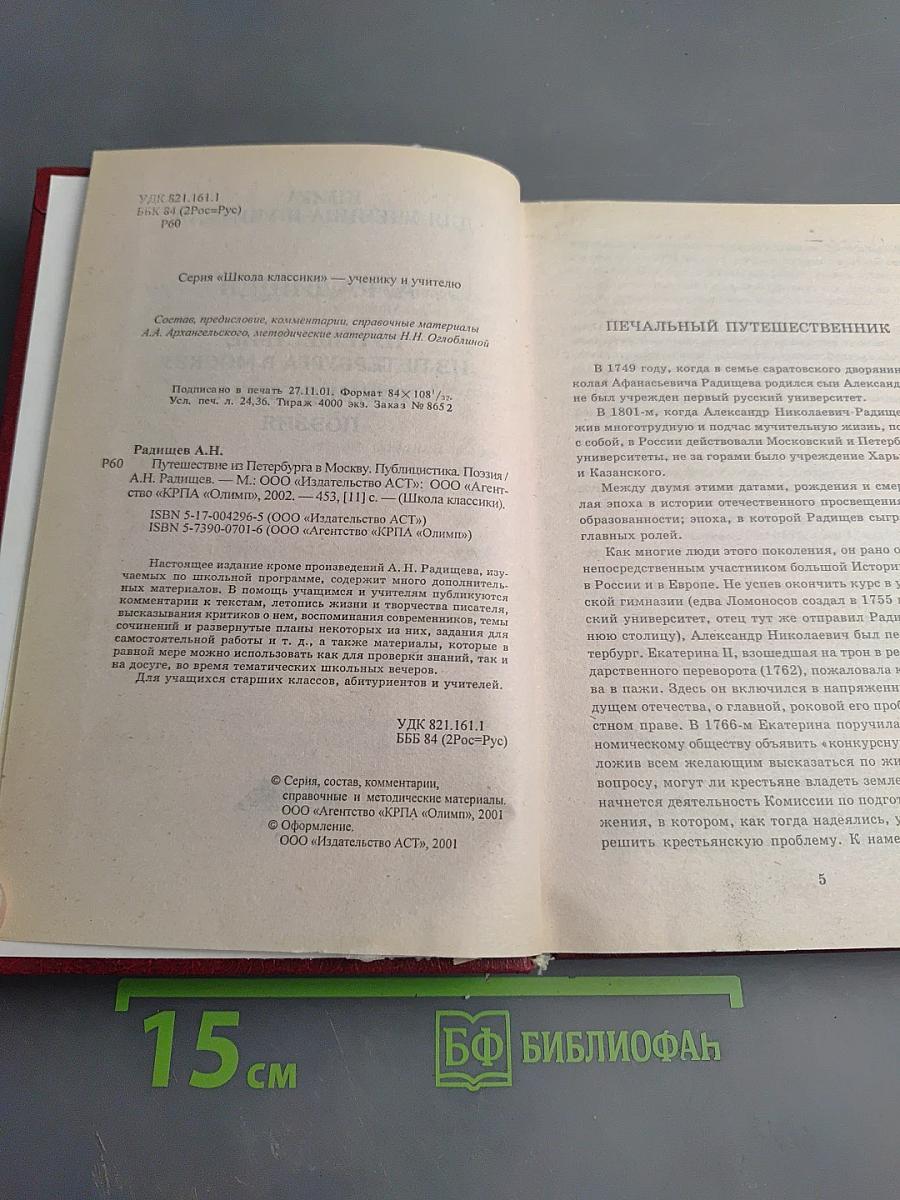 УДК 821.161.1
ББК 84 (2Рос=Рус)
Р60
Серия «Школа классики» — ученику и учителю
Состав, предисловие, комментарии, справочные материалы
А.А. Архангельского, методические материалы Н.Н. Оглоблиной
Подписано в печать 27.11.01. Формат 84×108¹/₃₂.
Усл. печ. л. 24,36. Тираж 4000 экз. Заказ № 8652
Радищев А.Н.
Р60 Путешествие из Петербурга в Москву. Публицистика. Поэзия /
А.Н. Радищев. — М.: ООО «Издательство АСТ»: ООО «Агент-
ство «КРПА «Олимп», 2002. — 453, [11] с. — (Школа классики).
ISBN 5-17-004296-5 (ООО «Издательство АСТ»)
ISBN 5-7390-0701-6 (ООО «Агентство «КРПА «Олимп»)
Настоящее издание кроме произведений А. Н. Радищева, изу-
чаемых по школьной программе, содержит много дополнитель-
ных материалов. В помощь учащимся и учителям публикуются
комментарии к текстам, летопись жизни и творчества писателя,
высказывания критиков о нем, воспоминания современников, темы
сочинений и развернутые планы некоторых из них, задания для
самостоятельной работы и т. д., а также материалы, которые в
равной мере можно использовать как для проверки знаний, так и
на досуге, во время тематических школьных вечеров.
Для учащихся старших классов, абитуриентов и учителей.
УДК 821.161.1
БББ 84 (2Рос=Рус)
© Серия, состав, комментарии,
справочные и методические материалы.
ООО «Агентство «КРПА «Олимп», 2001
© Оформление.
ООО «Издательство АСТ», 2001
ПЕЧАЛЬНЫЙ ПУТЕШЕСТВЕННИК
В 1749 году, когда в семье саратовского дворянин
колая Афанасьевича Радищева родился сын Александ
не был учрежден первый русский университет.
В 1801-м, когда Александр Николаевич Радище
жив многотрудную и подчас мучительную жизнь, по
с собой, в России действовали Московский и Петерб
университеты, не за горами было учреждение Харь
и Казанского.
Между двумя этими датами, рождения и смер
лая эпоха в истории отечественного просвещения
образованности; эпоха, в которой Радищев сыгр
главных ролей.
Как многие люди этого поколения, он рано о
непосредственным участником большой Истори
в России и в Европе. Не успев окончить курс в у
ской гимназии (едва Ломоносов создал в 1755
ский университет, отец тут же отправил Ради
нюю столицу), Александр Николаевич был пе
тербург. Екатерина II, взошедшая на трон в ре
дарственного переворота (1762), пожаловала к
ва в пажи. Здесь он включился в напряженн
дущем отечества, о главной, роковой его проб
стном праве. В 1766-м Екатерина поручила
номическому обществу объявить «конкурсну
ложив всем желающим высказаться по жи
вопросу, могут ли крестьяне владеть земле
начнется деятельность Комиссии по подгот
жения, в котором, как тогда надеялись, у
решить крестьянскую проблему. К наме
5
15 см
БФ БИБЛИОФАН